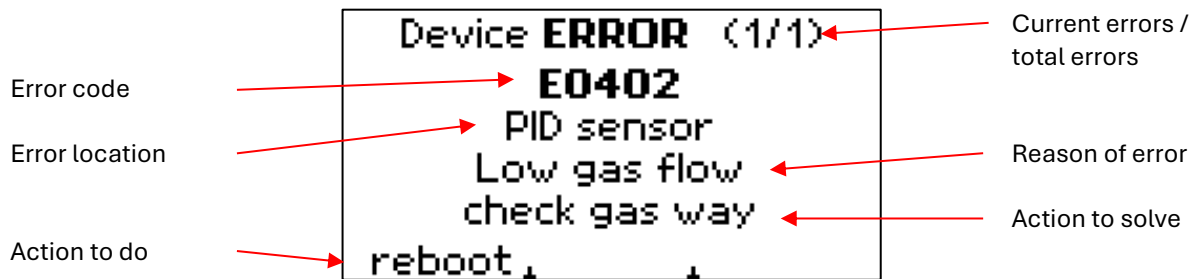 Device ERROR (1/1)
Current errors /
total errors
Error code
E0402
PID sensor
Error location
Low gas flow
Reason of error
check gas way
Action to solve
Action to do
reboot